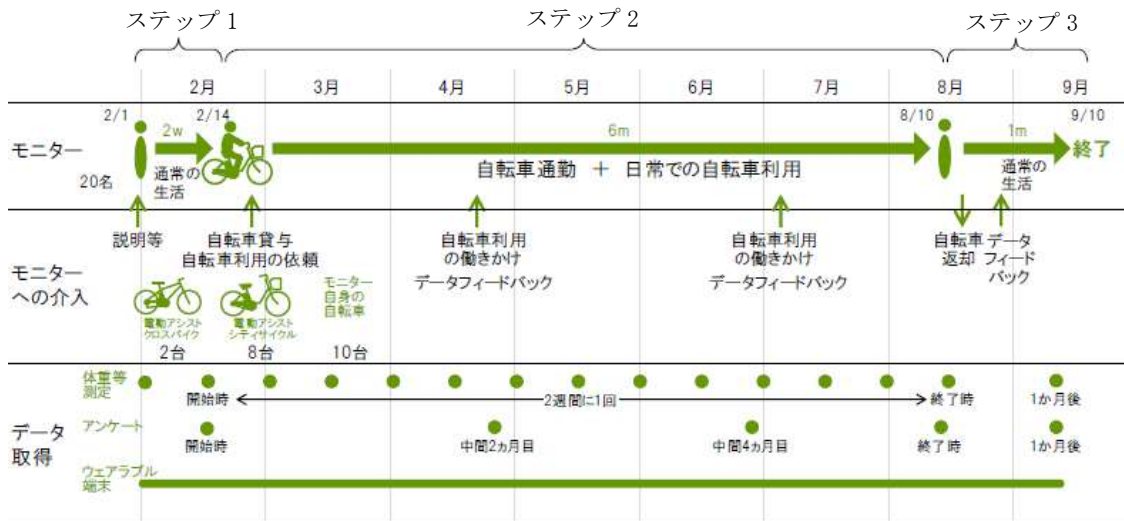 ステップ 1
ステップ 2
ステップ 3
2月
3月
4月
5月
6月
7月
8月
9月
モニター
20名
2/1
2w
通常の
生活
2/14
6m
自転車通勤 + 日常での自転車利用
8/10
1m
通常の
生活
9/10
終了
モニター
への介入
説明等
自転車貸与
自転車利用の依頼
電動アシスト
クロスバイク
2台
電動アシスト
シティサイクル
8台
モニター
自身の
自転車
10台
自転車利用
の働きかけ
データフィードバック
自転車利用
の働きかけ
データフィードバック
自転車
返却
データ
フィード
バック
データ
取得
体重等
測定
開始時
2週間に1回
終了時
1か月後
アンケート
開始時
中間2ヵ月目
中間4ヵ月目
終了時
1か月後
ウェアラブル
端末